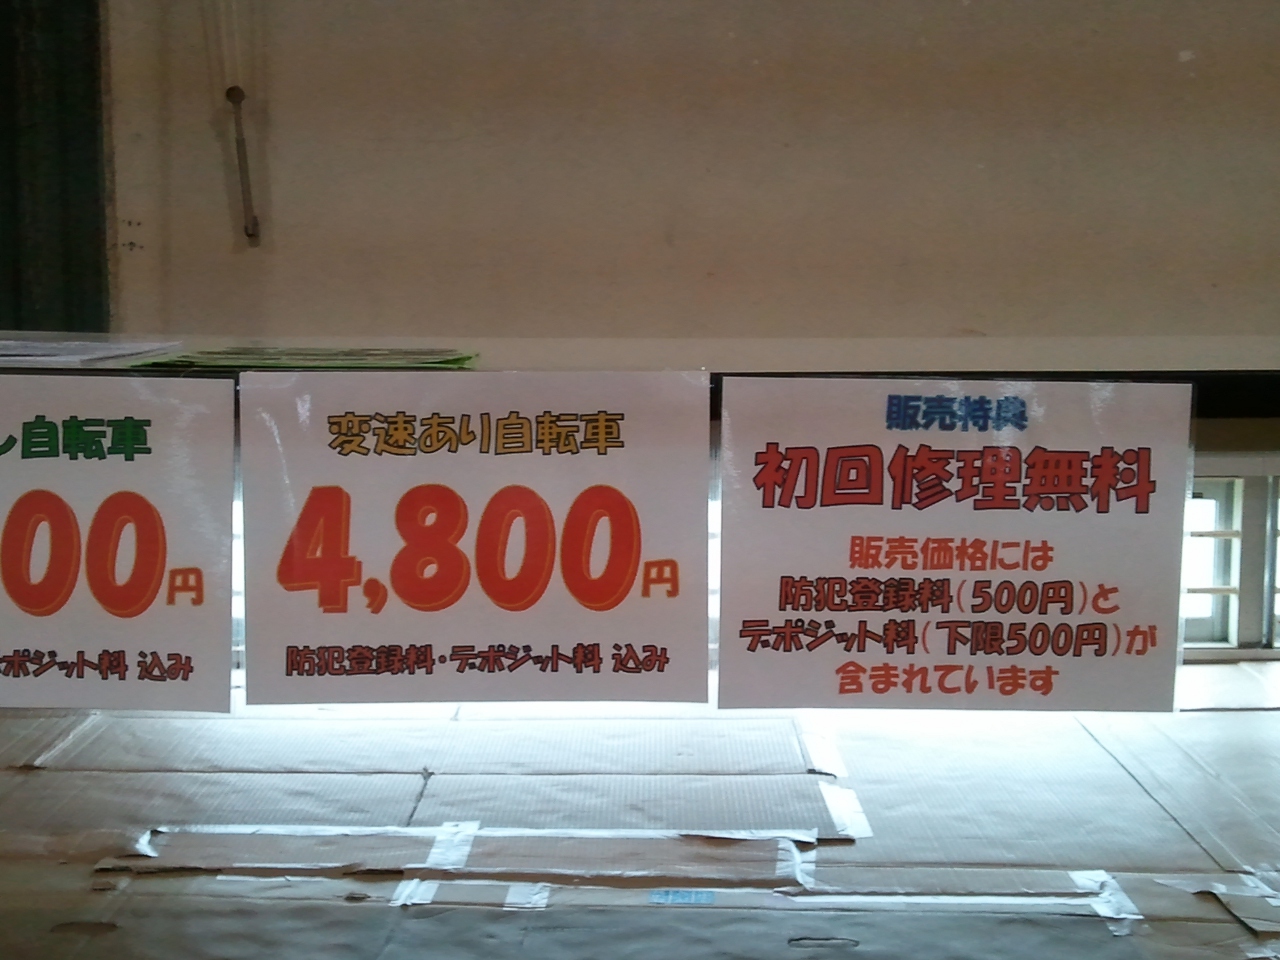 し自転車
00円
ポジット料 込み
変速あり自転車
4,800円
防犯登録料・デポジット料 込み
販売特典
初回修理無料
販売価格には
防犯登録料(500円)と
デポジット料(下限500円)が
含まれています